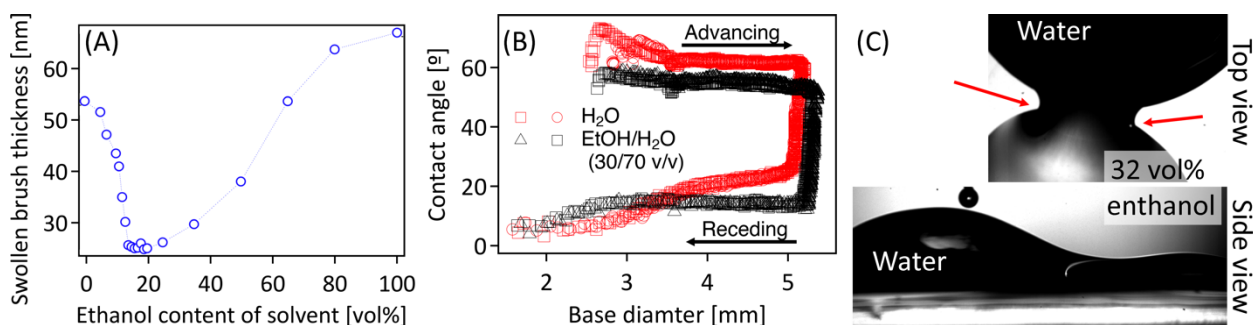 (A)
Swollen brush thickness [nm]
60
50
40
30
0
20
40
60
80
100
Ethanol content of solvent [vol%]
(B)
Contact angle [º]
60
40
20
0
Advancing
H₂O
EtOH/H₂O
(30/70 v/v)
Receding
2
3
4
5
Base diamter [mm]
(C)
Water
32 vol%
enthanol
Water
Top view
Side view